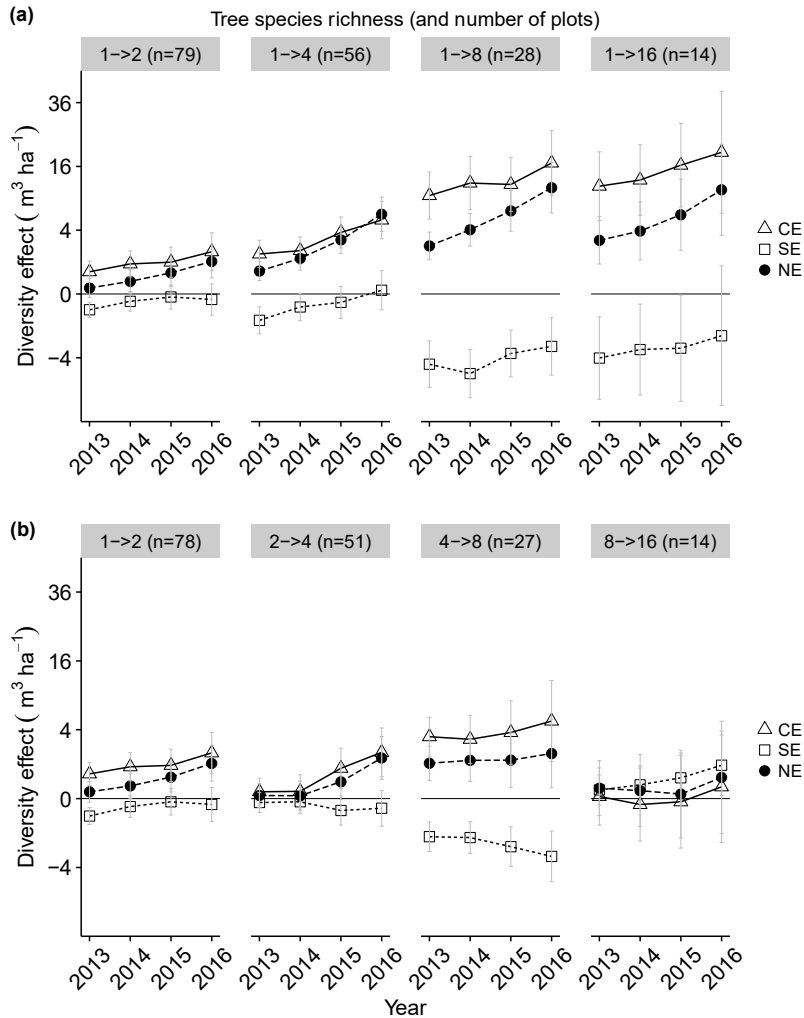 (a)
Tree species richness (and number of plots)
1−>2 (n=79)
1−>4 (n=56)
1−>8 (n=28)
1−>16 (n=14)
Diversity effect ( m³ ha⁻¹)
36
16
4
0
−4
CE
SE
NE
2013
2014
2015
2016
2013
2014
2015
2016
2013
2014
2015
2016
2013
2014
2015
2016
(b)
1−>2 (n=78)
2−>4 (n=51)
4−>8 (n=27)
8−>16 (n=14)
Diversity effect ( m³ ha⁻¹)
36
16
4
0
−4
CE
SE
NE
2013
2014
2015
2016
2013
2014
2015
2016
2013
2014
2015
2016
2013
2014
2015
2016
Year